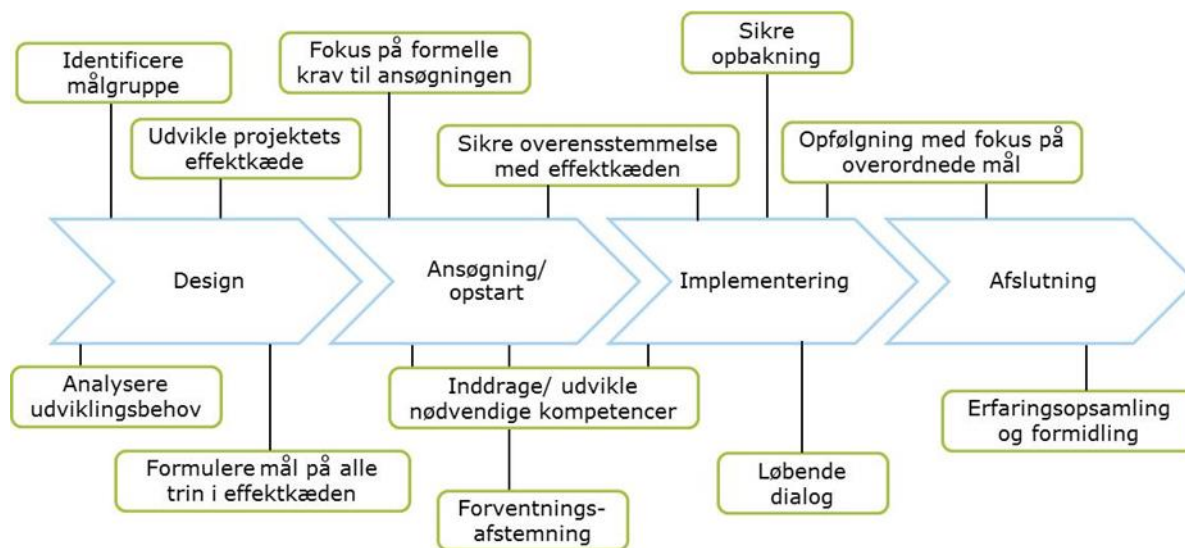 Identificere
målgruppe
Udvikle projektets
effektkæde
Fokus på formelle
krav til ansøgningen
Sikre overensstemmelse
med effektkæden
Sikre
opbakning
Opfølgning med fokus på
overordnede mål
Design
Ansøgning/
opstart
Implementering
Afslutning
Analysere
udviklingsbehov
Formulere mål på alle
trin i effektkæden
Inddrage/ udvikle
nødvendige kompetencer
Forventnings-
afstemning
Løbende
dialog
Erfaringsopsamling
og formidling